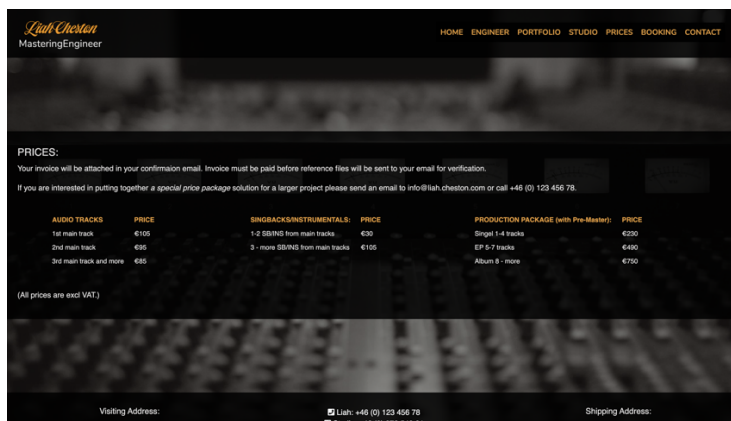 Liah Cheston
MasteringEngineer
HOME ENGINEER PORTFOLIO STUDIO PRICES BOOKING CONTACT
PRICES:
Your invoice will be attached in your confirmaion email. Invoice must be paid before reference files will be sent to your email for verification.
If you are interested in putting together a special price package solution for a larger project please send an email to info@liah.cheston.com or call +46 (0) 123 456 78.
AUDIO TRACKS PRICE
1st main track €105
2nd main track €95
3rd main track and more €85
SINGBACKS/INSTRUMENTALS: PRICE
1-2 SB/INS from main tracks €30
3 - more SB/INS from main tracks €105
PRODUCTION PACKAGE (with Pre-Master): PRICE
Singel 1-4 tracks €230
EP 5-7 tracks €490
Album 8 - more €750
(All prices are excl VAT.)
Visiting Address:
Liah: +46 (0) 123 456 78
Shipping Address: